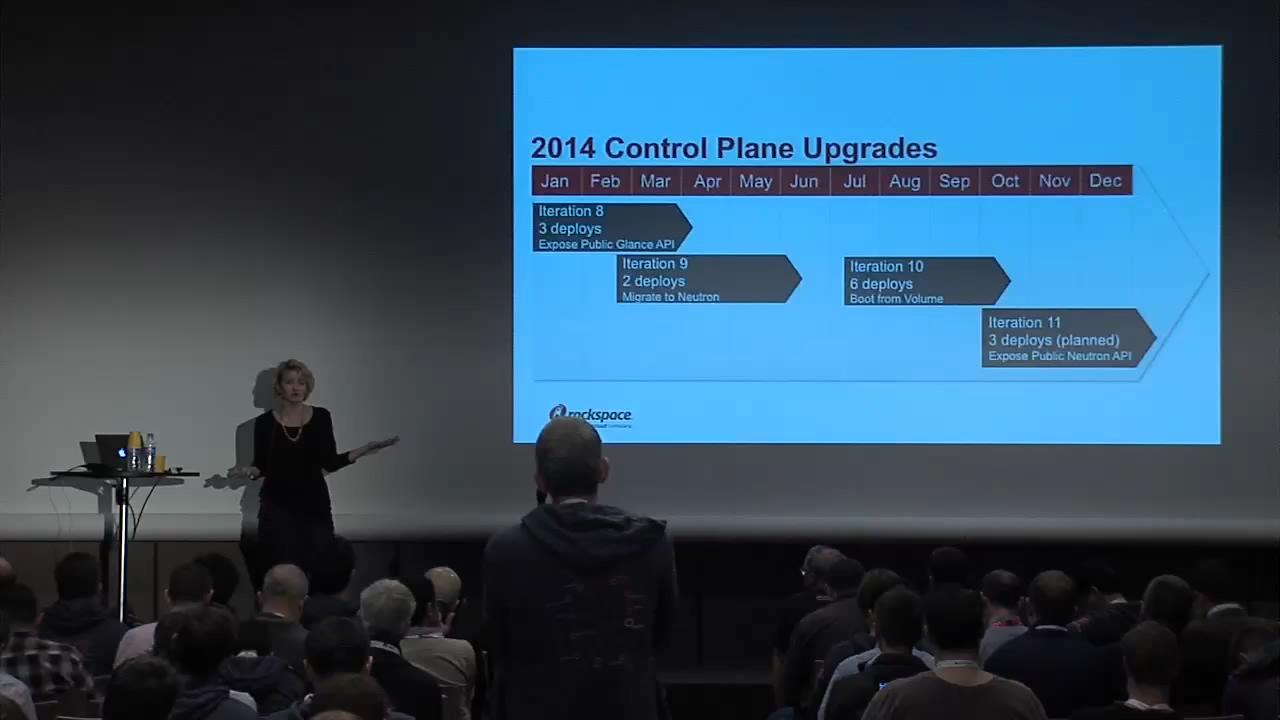 2014 Control Plane Upgrades
Jan Feb Mar Apr May Jun Jul Aug Sep Oct Nov Dec
Iteration 8
3 deploys
Expose Public Glance API
Iteration 9
2 deploys
Migrate to Neutron
Iteration 10
6 deploys
Boot from Volume
Iteration 11
3 deploys (planned)
Expose Public Neutron API
rockspace